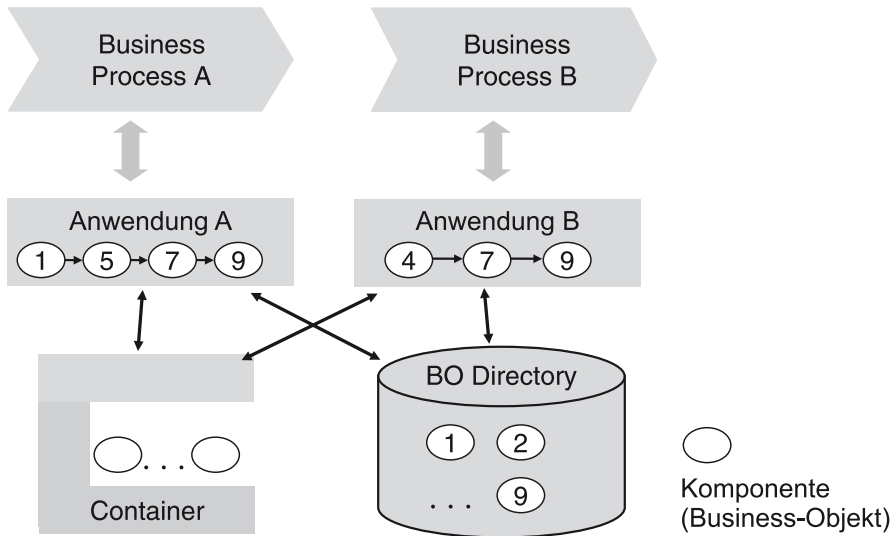 Business
Process A
Business
Process B
Anwendung A
1 5 7 9
Anwendung B
4 7 9
BO Directory
1 2
... 9
...
Container
Komponente
(Business-Objekt)